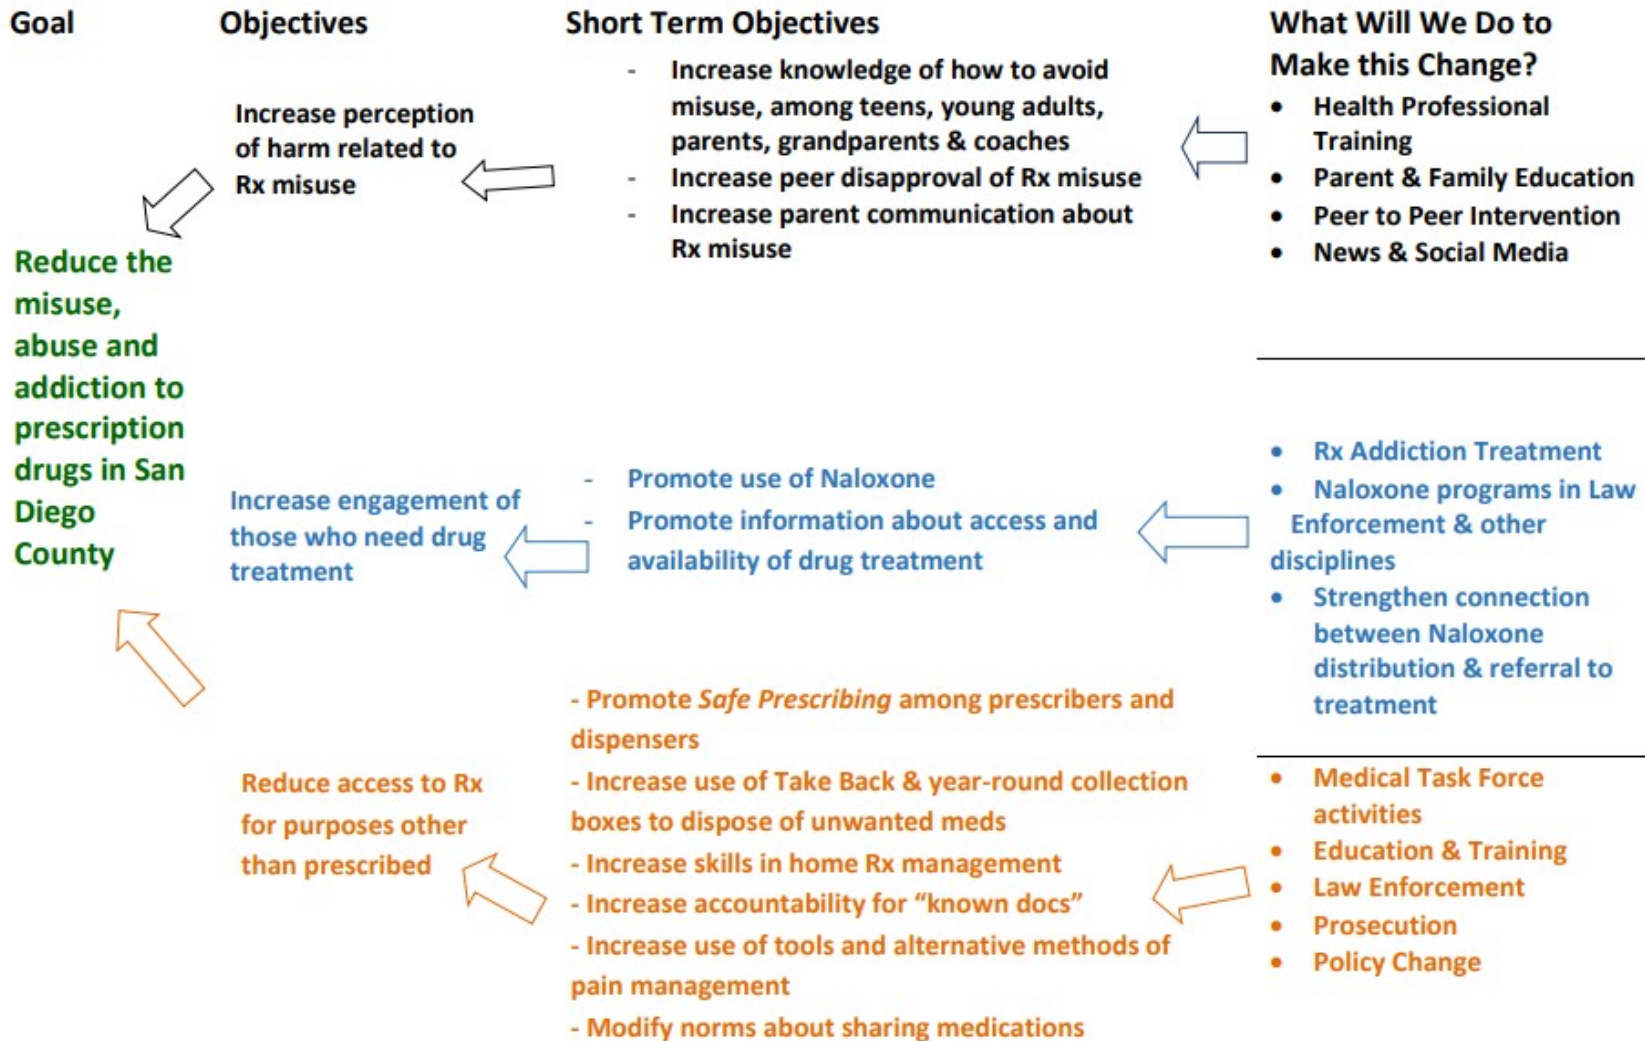 Goal
Objectives
Short Term Objectives
What Will We Do to
Make this Change?
Reduce the
misuse,
abuse and
addiction to
prescription
drugs in San
Diego
County
Increase perception
of harm related to
Rx misuse
- Increase knowledge of how to avoid
misuse, among teens, young adults,
parents, grandparents & coaches
- Increase peer disapproval of Rx misuse
- Increase parent communication about
Rx misuse
• Health Professional
Training
• Parent & Family Education
• Peer to Peer Intervention
• News & Social Media
Increase engagement of
those who need drug
treatment
- Promote use of Naloxone
- Promote information about access and
availability of drug treatment
• Rx Addiction Treatment
• Naloxone programs in Law
Enforcement & other
disciplines
• Strengthen connection
between Naloxone
distribution & referral to
treatment
Reduce access to Rx
for purposes other
than prescribed
- Promote Safe Prescribing among prescribers and
dispensers
- Increase use of Take Back & year-round collection
boxes to dispose of unwanted meds
- Increase skills in home Rx management
- Increase accountability for “known docs”
- Increase use of tools and alternative methods of
pain management
- Modify norms about sharing medications
• Medical Task Force
activities
• Education & Training
• Law Enforcement
• Prosecution
• Policy Change